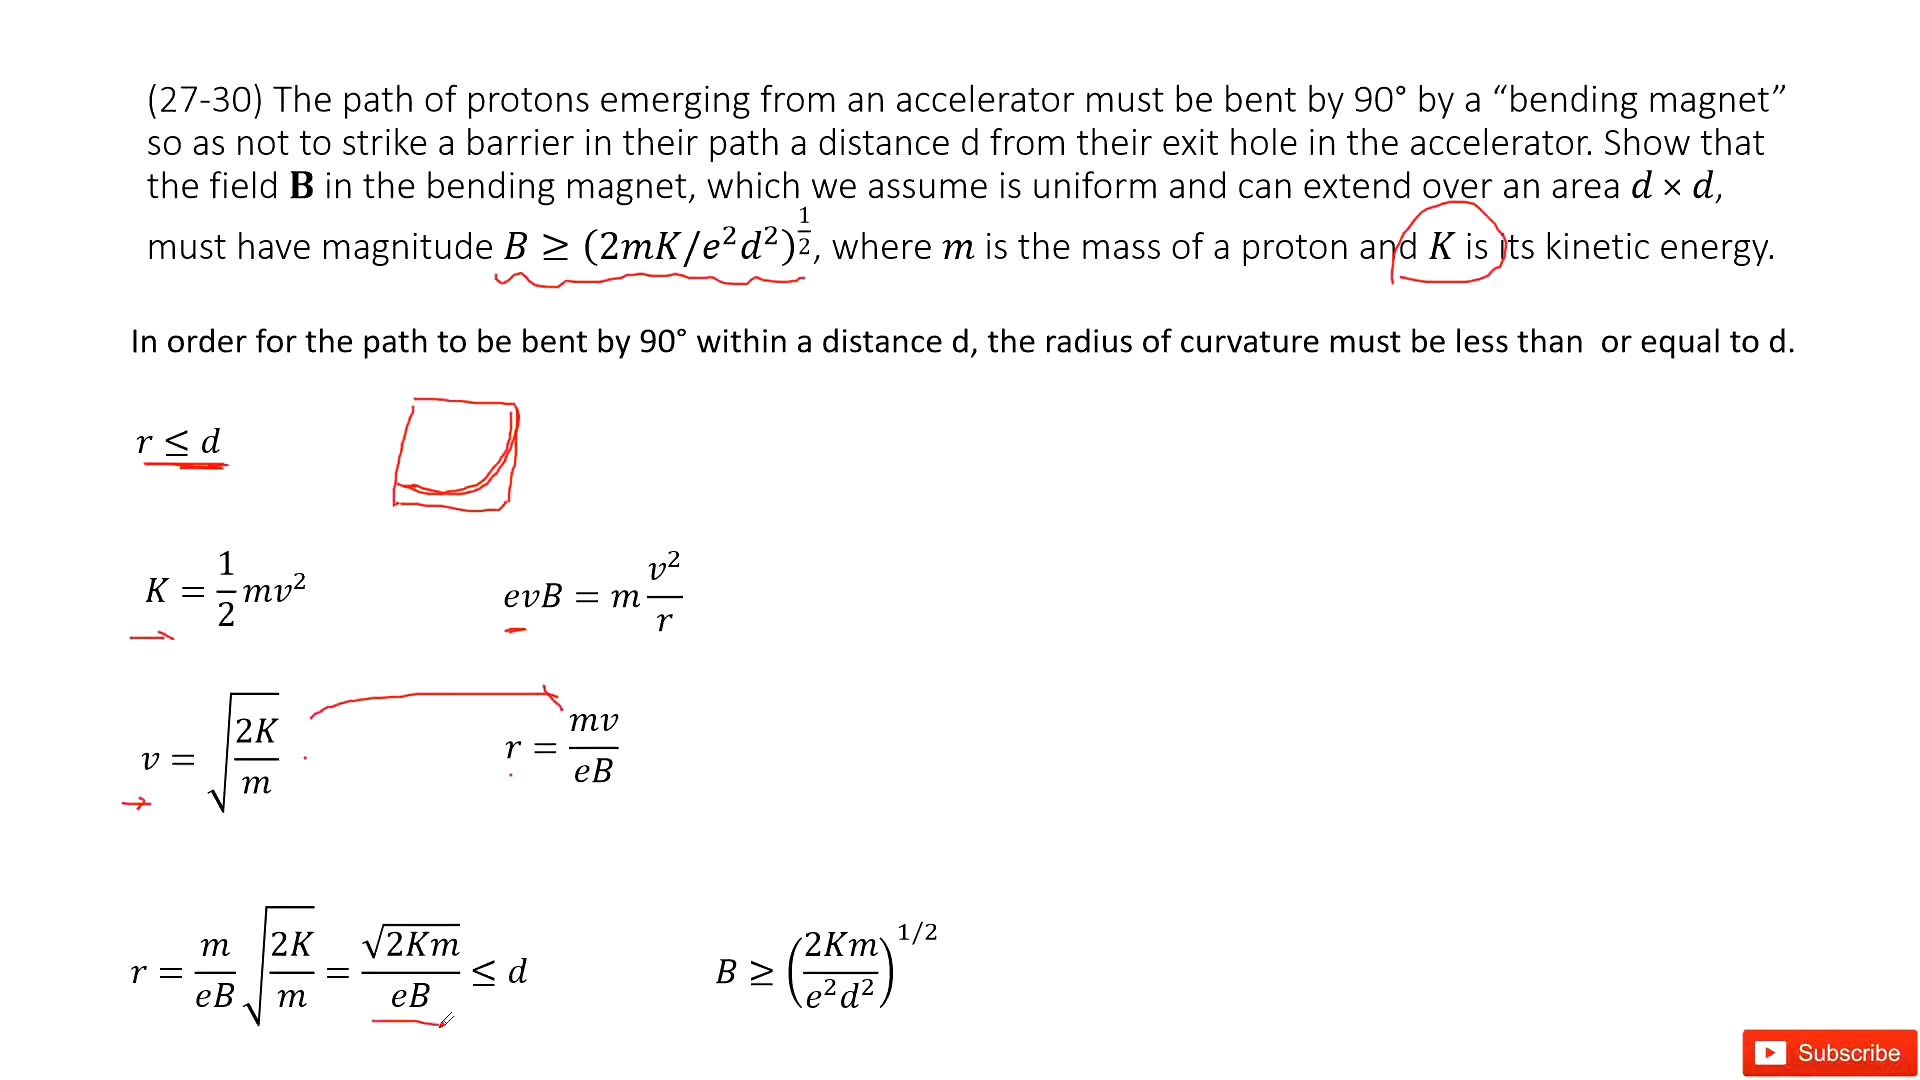 (27-30) The path of protons emerging from an accelerator must be bent by 90° by a “bending magnet”
so as not to strike a barrier in their path a distance d from their exit hole in the accelerator. Show that
the field 𝐁 in the bending magnet, which we assume is uniform and can extend over an area d × d,
must have magnitude B ≥ (2mK/e²d²)^(1/2), where m is the mass of a proton and K is its kinetic energy.
In order for the path to be bent by 90° within a distance d, the radius of curvature must be less than or equal to d.
r ≤ d
K = 1/2 mv²
evB = m v²/r
v = √(2K/m)
r = mv/eB
r = m/eB √(2K/m) = √(2Km)/eB ≤ d
B ≥ (2Km/e²d²)^(1/2)
Subscribe